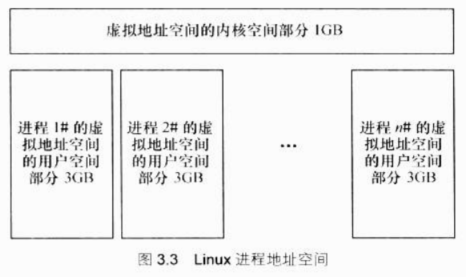 虚拟地址空间的内核空间部分 1GB
进程 1# 的虚
拟地址空间
的用户空间
部分 3GB
进程 2# 的虚
拟地址空间
的用户空间
部分 3GB
...
进程 n# 的虚
拟地址空间
的用户空间
部分 3GB
图 3.3 Linux 进程地址空间